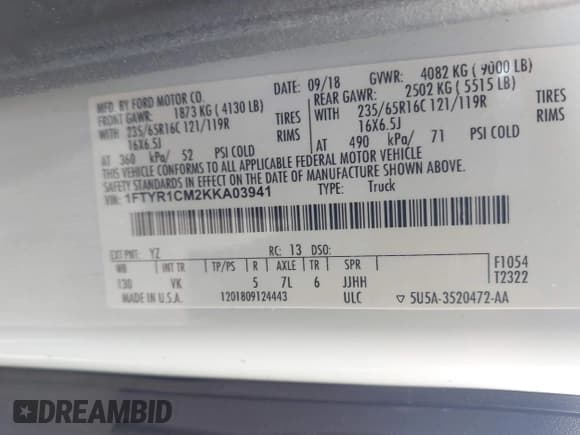 DATE: 09/18 GVWR: 4082 KG ( 9000 LB)
MFD. BY FORD MOTOR CO.
FRONT GAWR: 1873 KG ( 4130 LB) REAR GAWR: 2502 KG ( 5515 LB)
WITH 235/65R16C 121/119R TIRES WITH 235/65R16C 121/119R TIRES
16X6.5J RIMS 16X6.5J RIMS
AT 360 kPa/ 52 PSI COLD AT 490 kPa/ 71 PSI COLD
THIS VEHICLE CONFORMS TO ALL APPLICABLE FEDERAL MOTOR VEHICLE
SAFETY STANDARDS IN EFFECT ON THE DATE OF MANUFACTURE SHOWN ABOVE.
VIN: 1FTYR1CM2KKA03941 TYPE: Truck
EXT PNT: YZ RC: 13 DSO: F1054
WB INT TR TP/PS R AXLE TR SPR T2322
130 VK 5 7L 6 JJHH
MADE IN U.S.A. 1201809124443 ULC ▽ 5U5A-3520472-AA
DREAMBID